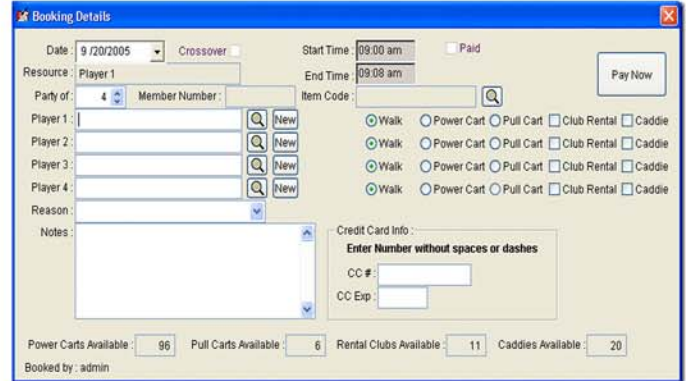 Booking Details
Date : 9 /20/2005 Crossover Start Time : 09:00 am Paid
Resource : Player 1 End Time : 09:08 am Pay Now
Party of : 4 Member Number : Item Code :
Player 1 : New Walk Power Cart Pull Cart Club Rental Caddie
Player 2 : New Walk Power Cart Pull Cart Club Rental Caddie
Player 3 : New Walk Power Cart Pull Cart Club Rental Caddie
Player 4 : New Walk Power Cart Pull Cart Club Rental Caddie
Reason :
Notes : Credit Card Info :
Enter Number without spaces or dashes
CC # :
CC Exp :
Power Carts Available : 96 Pull Carts Available : 6 Rental Clubs Available : 11 Caddies Available : 20
Booked by : admin